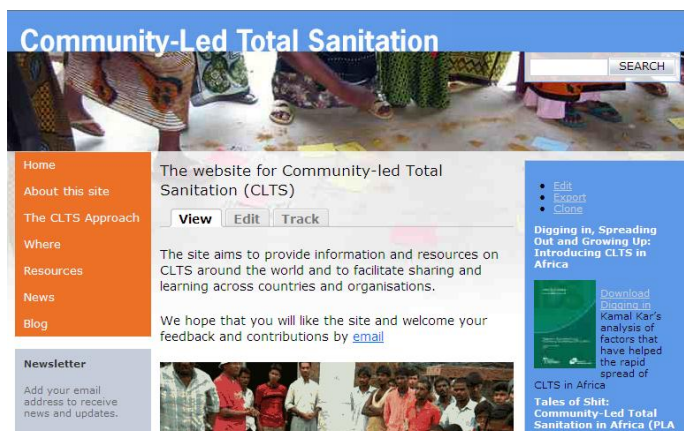 Community-Led Total Sanitation
SEARCH
Home
About this site
The CLTS Approach
Where
Resources
News
Blog
Newsletter
Add your email
address to receive
news and updates.
The website for Community-led Total
Sanitation (CLTS)
View Edit Track
The site aims to provide information and resources on
CLTS around the world and to facilitate sharing and
learning across countries and organisations.
We hope that you will like the site and welcome your
feedback and contributions by email
Edit
Export
Clone
Digging in, Spreading
Out and Growing Up:
Introducing CLTS in
Africa
Download
Digging in
Kamal Kar's
analysis of
factors that
have helped
the rapid
spread of
CLTS in Africa
Tales of Shit:
Community-Led Total
Sanitation in Africa (PLA